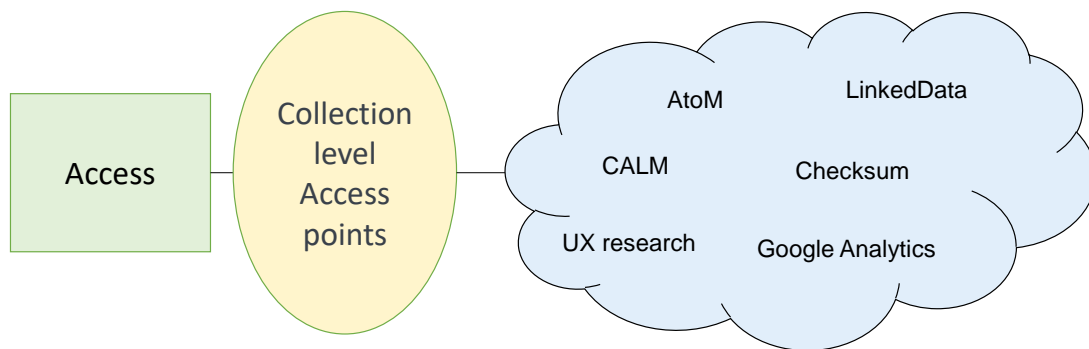 Access
Collection
level
Access
points
AtoM
LinkedData
CALM
Checksum
UX research
Google Analytics